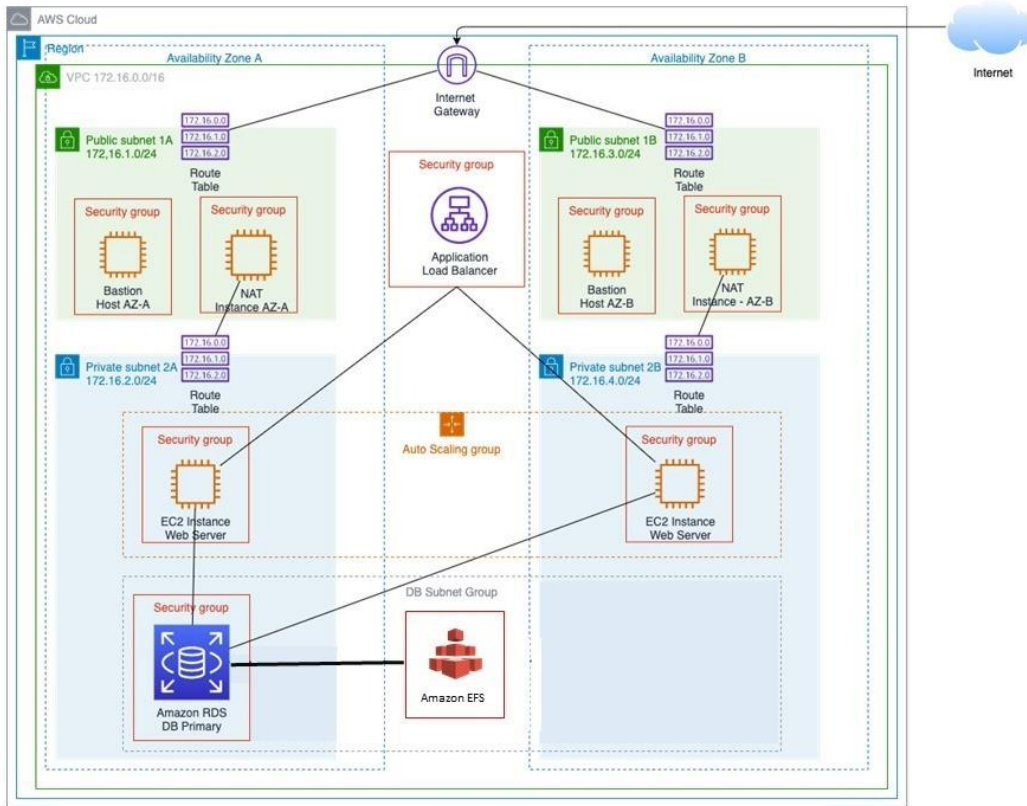 AWS Cloud
Region
Availability Zone A
Availability Zone B
Internet
VPC 172.16.0.0/16
Internet
Gateway
Public subnet 1A
172,16.1.0/24
172.16.0.0
172.16.1.0
172.16.2.0
Route
Table
Public subnet 1B
172.16.3.0/24
172.16.0.0
172.16.1.0
172.16.2.0
Route
Table
Security group
Application
Load Balancer
Security group
Bastion
Host AZ-A
Security group
NAT
Instance AZ-A
Security group
Bastion
Host AZ-B
Security group
NAT
Instance - AZ-B
Private subnet 2A
172.16.2.0/24
172.16.0.0
172.16.1.0
172.16.2.0
Route
Table
Private subnet 2B
172.16.4.0/24
172.16.0.0
172.16.1.0
172.16.2.0
Route
Table
Auto Scaling group
Security group
EC2 Instance
Web Server
Security group
EC2 Instance
Web Server
DB Subnet Group
Security group
Amazon RDS
DB Primary
Amazon EFS